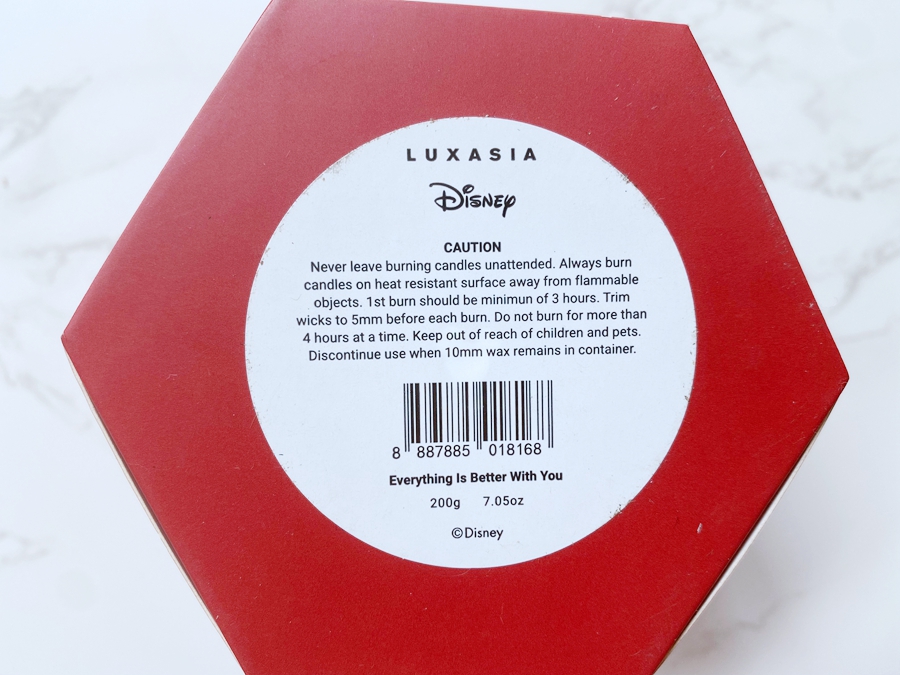 LUXASIA
Disney
CAUTION
Never leave burning candles unattended. Always burn
candles on heat resistant surface away from flammable
objects. 1st burn should be minimun of 3 hours. Trim
wicks to 5mm before each burn. Do not burn for more than
4 hours at a time. Keep out of reach of children and pets.
Discontinue use when 10mm wax remains in container.
8 887885 018168
Everything Is Better With You
200g 7.05oz
©Disney